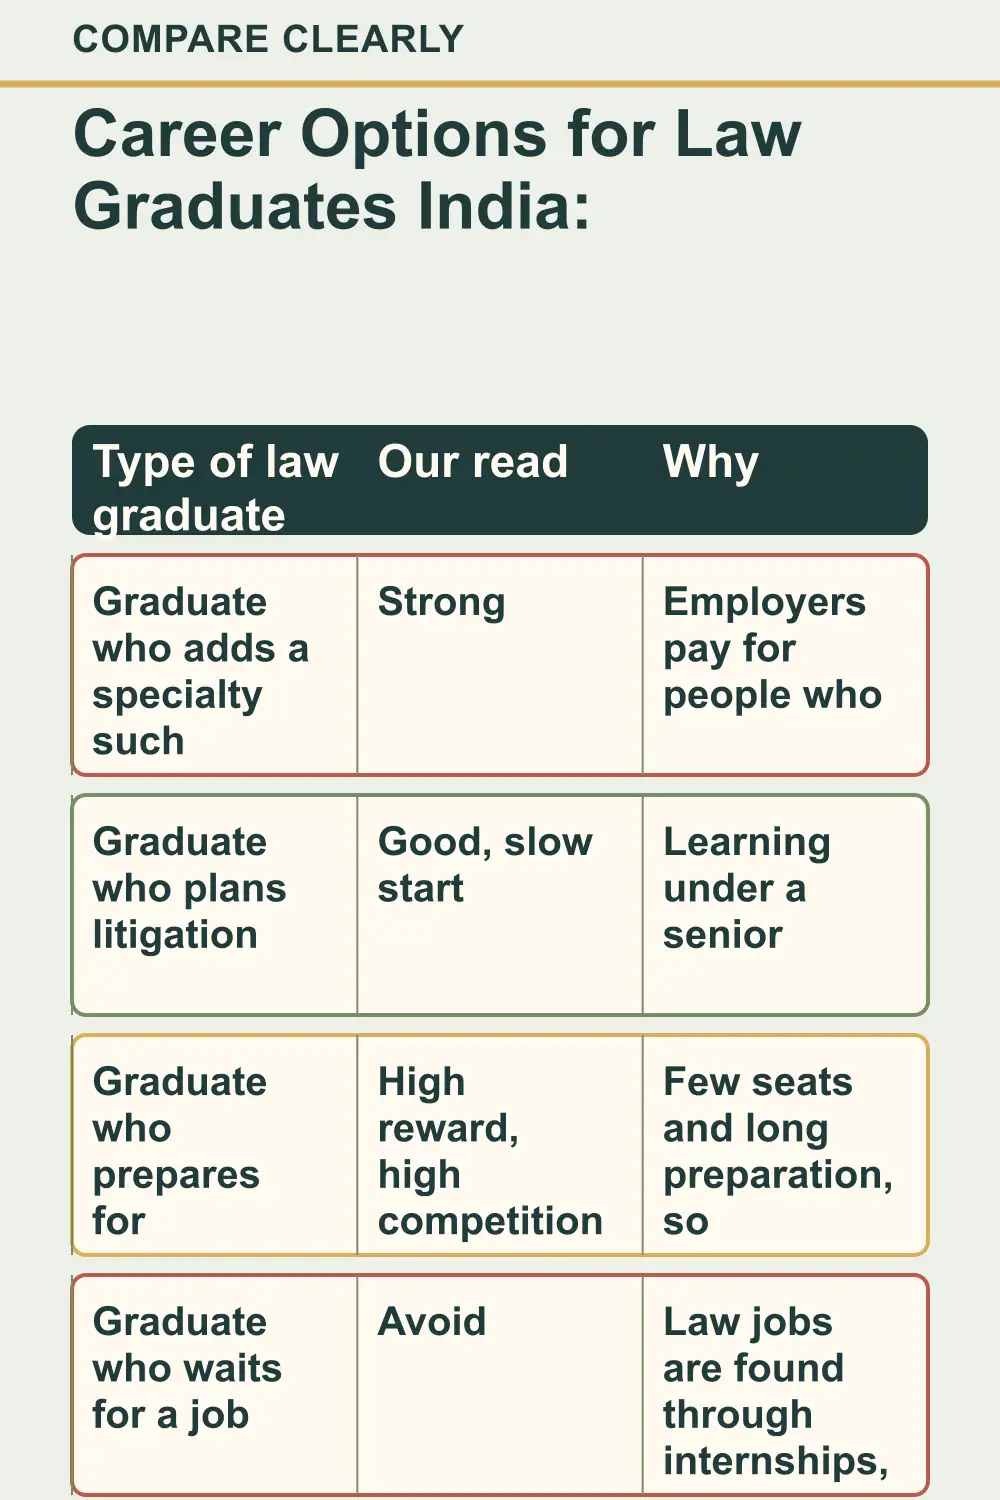 COMPARE CLEARLY
Career Options for Law
Graduates India:
Type of law
graduate
Our read
Why
Graduate
who adds a
specialty
such
Strong
Employers
pay for
people who
Graduate
who plans
litigation
Good, slow
start
Learning
under a
senior
Graduate
who
prepares
for
High
reward,
high
competition
Few seats
and long
preparation,
so
Graduate
who waits
for a job
Avoid
Law jobs
are found
through
internships,